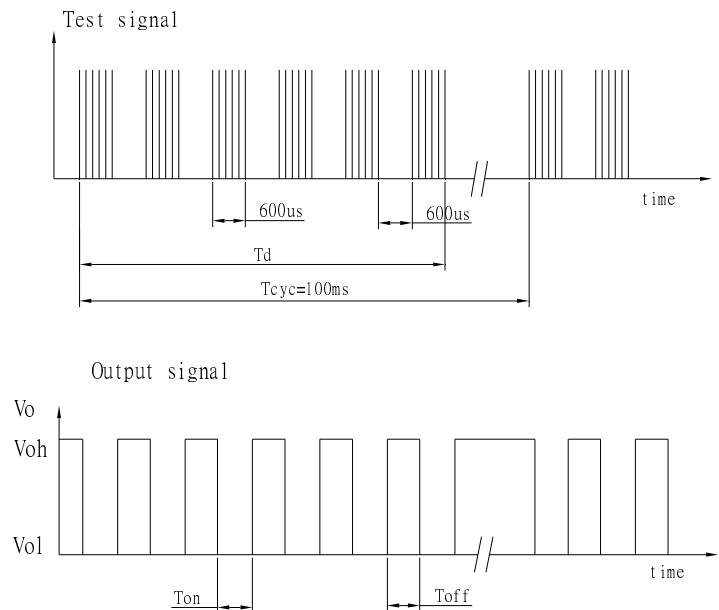 Test signal
time
600us
600us
Td
Tcyc=100ms
Output signal
Vo
Voh
Vol
time
Ton
Toff